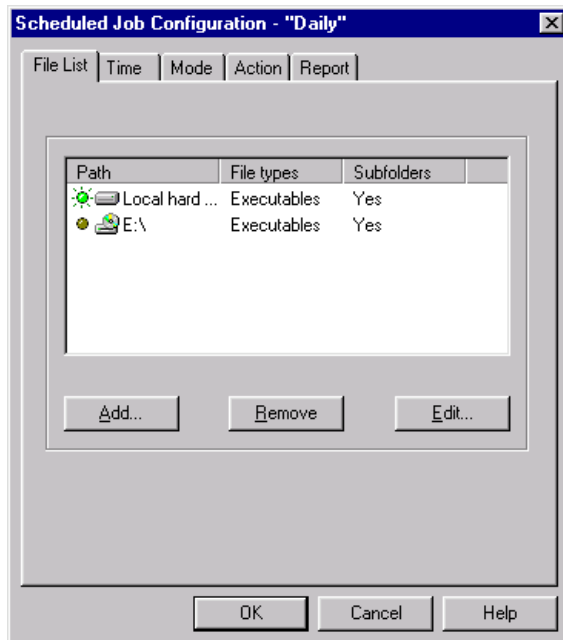 Scheduled Job Configuration - "Daily"
File List Time Mode Action Report
Path File types Subfolders
Local hard ... Executables Yes
E:\ Executables Yes
Add... Remove Edit...
OK Cancel Help